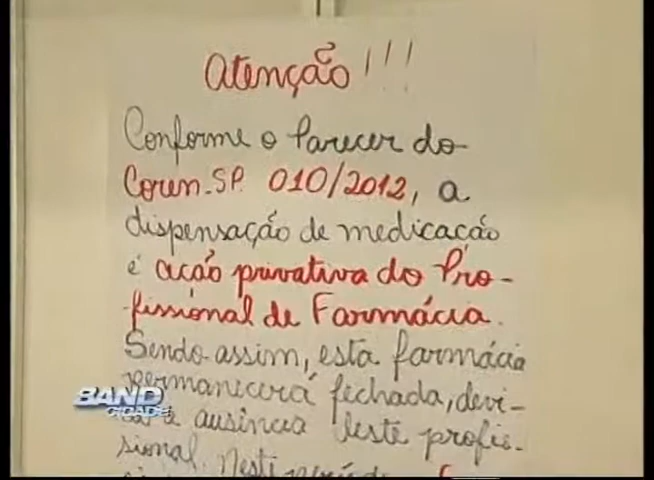 Atenção!!!
Conforme o Parecer do
Coren-SP 010/2012, a
dispensação de medicação
é ação privativa do Pro-
fissional de Farmácia.
Sendo assim, esta farmácia
permanecerá fechada, devi-
a ausência deste profis-
sional. Neste
BAND
CIDADE